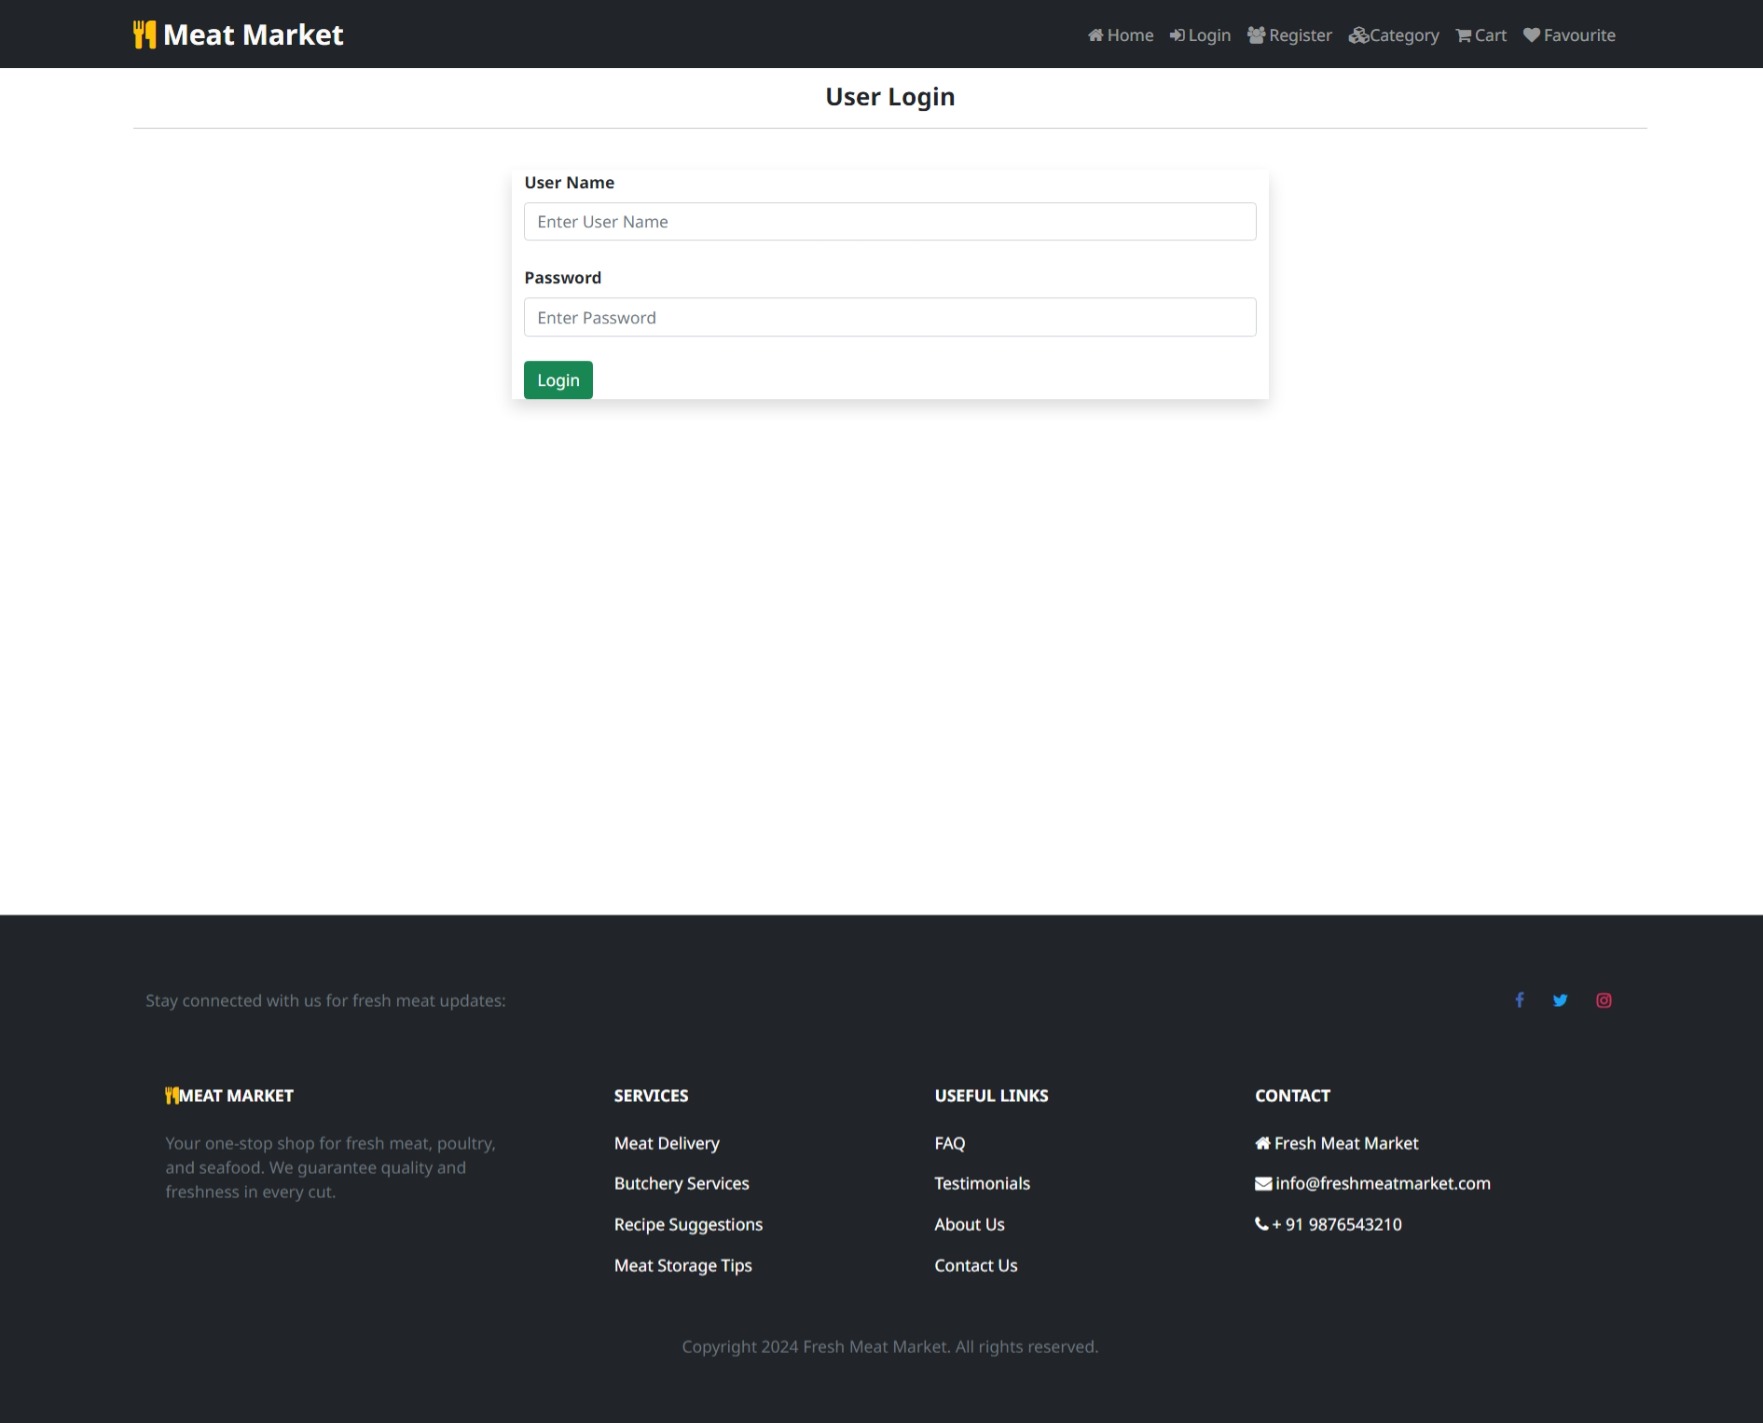 Meat Market
Home Login Register Category Cart Favourite
User Login
User Name
Enter User Name
Password
Enter Password
Login
Stay connected with us for fresh meat updates:
MEAT MARKET
Your one-stop shop for fresh meat, poultry,
and seafood. We guarantee quality and
freshness in every cut.
SERVICES
Meat Delivery
Butchery Services
Recipe Suggestions
Meat Storage Tips
USEFUL LINKS
FAQ
Testimonials
About Us
Contact Us
CONTACT
Fresh Meat Market
info@freshmeatmarket.com
+ 91 9876543210
Copyright 2024 Fresh Meat Market. All rights reserved.